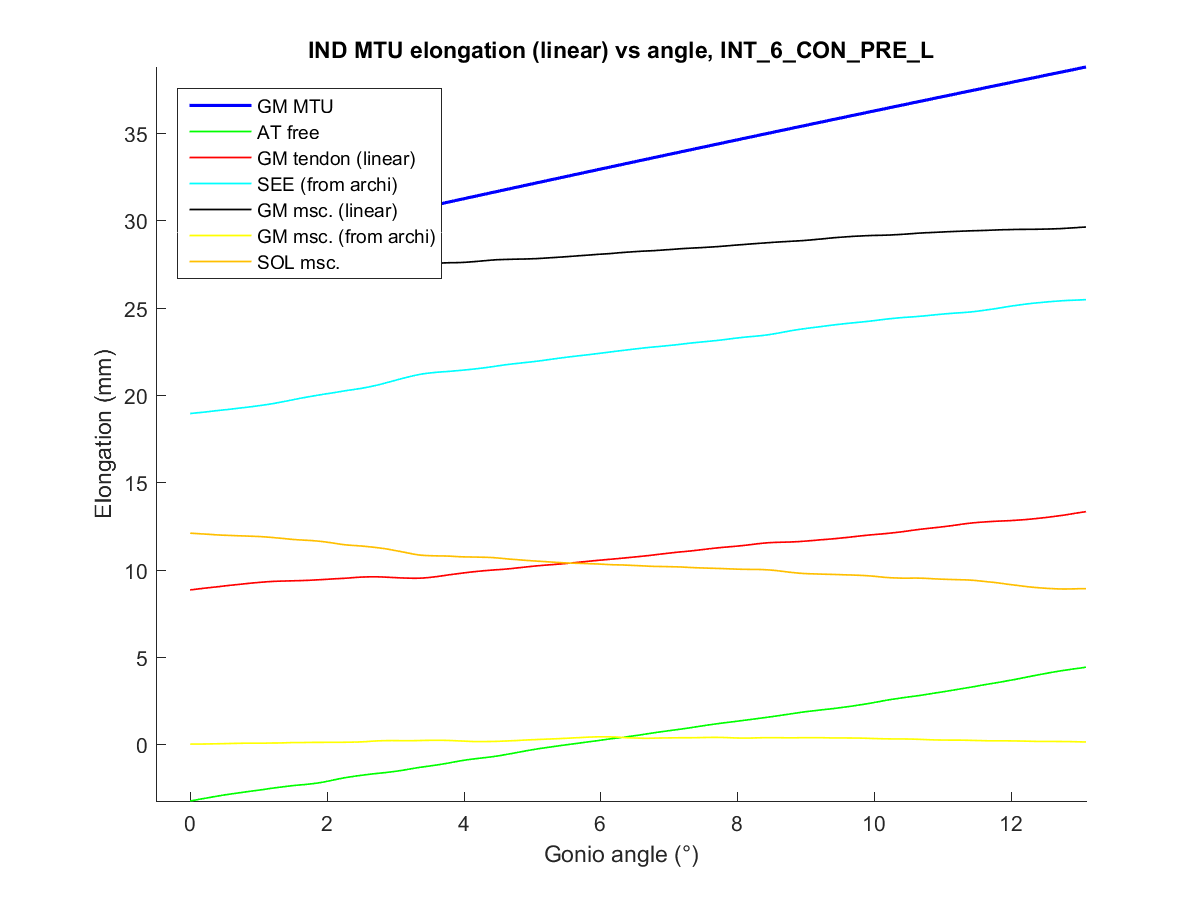 IND MTU elongation (linear) vs angle, INT_6_CON_PRE_L
GM MTU
AT free
GM tendon (linear)
SEE (from archi)
GM msc. (linear)
GM msc. (from archi)
SOL msc.
Elongation (mm)
35
30
25
20
15
10
5
0
0 2 4 6 8 10 12
Gonio angle (°)